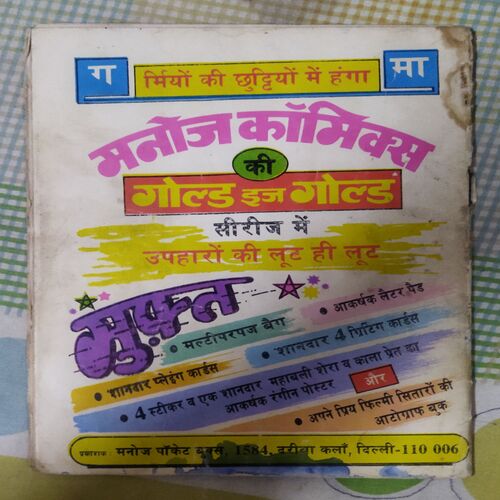 गर्मियों की छुट्टियों में हंगामा
मनोज कॉमिक्स
की
गोल्ड इज गोल्ड
सीरीज में
उपहारों की लूट ही लूट
मुफ़्त
• मल्टीपरपज बैग
• आकर्षक लैटर पैड
• शानदार प्लेइंग कार्डस
• शानदार 4 ग्रिटिंग कार्डस
• 4 स्टीकर व एक शानदार महाबली शेरा व काला प्रेत का
आकर्षक रंगीन पोस्टर
और
• अपने प्रिय फिल्मी सितारों की
आटोग्राफ बुक
प्रकाशक: मनोज पॉकेट बुक्स, 1584, दरीबा कलाँ, दिल्ली-110 006